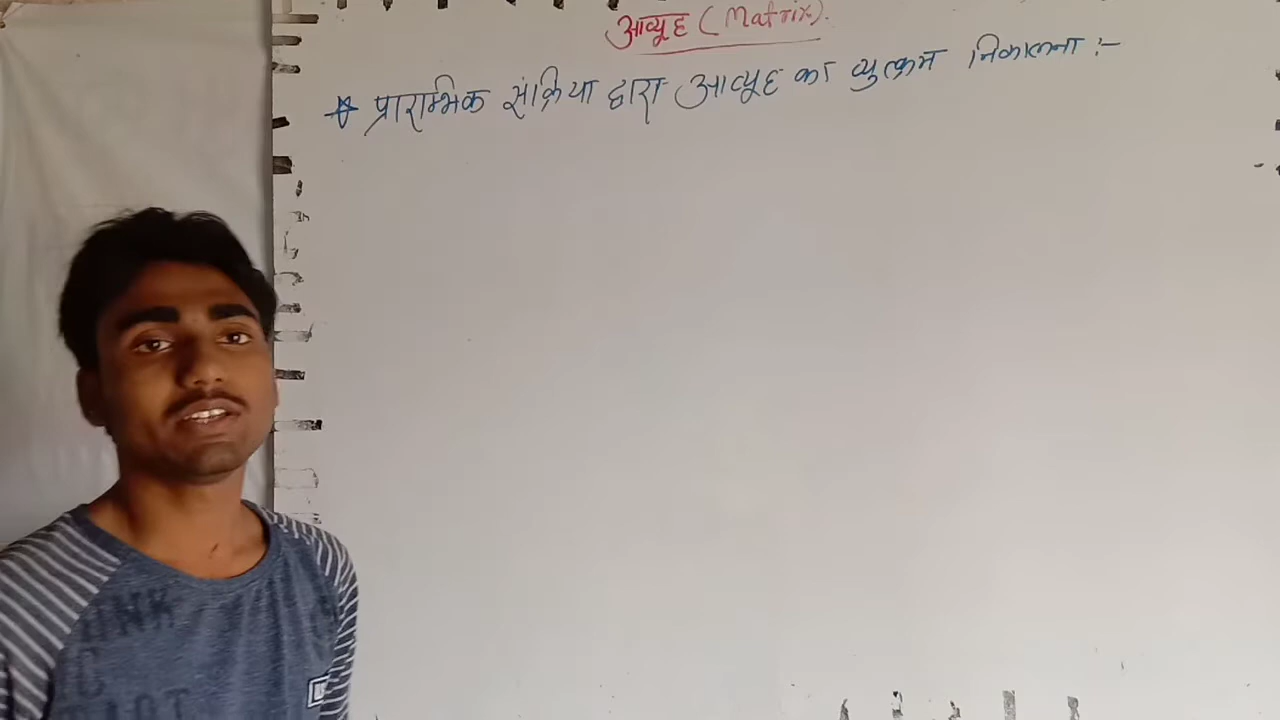 आव्यूह (Matrix).
* प्रारम्भिक संक्रिया द्वारा आव्यूह का व्युत्क्रम निकालना :-